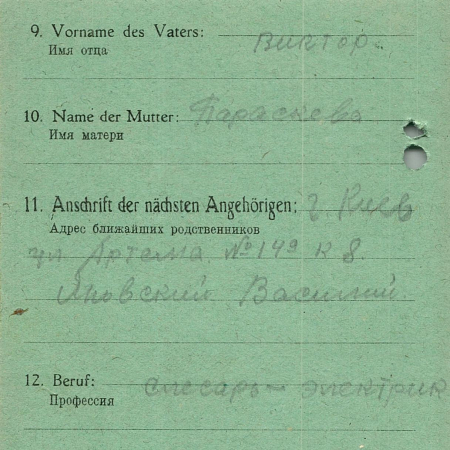 9. Vorname des Vaters: Виктор
Имя отца
10. Name der Mutter: Параскева
Имя матери
11. Anschrift der nächsten Angehörigen: г Киев
Адрес ближайших родственников
ул Артема № 149 к 8.
Яновский Василий.
12. Beruf: слесарь - электрик
Профессия